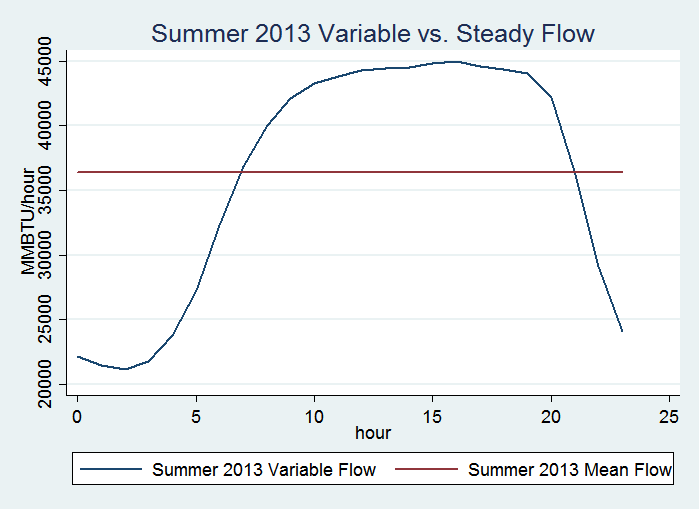 Summer 2013 Variable vs. Steady Flow
MMBTU/hour
45000
40000
35000
30000
25000
20000
0 5 10 15 20 25
hour
Summer 2013 Variable Flow Summer 2013 Mean Flow